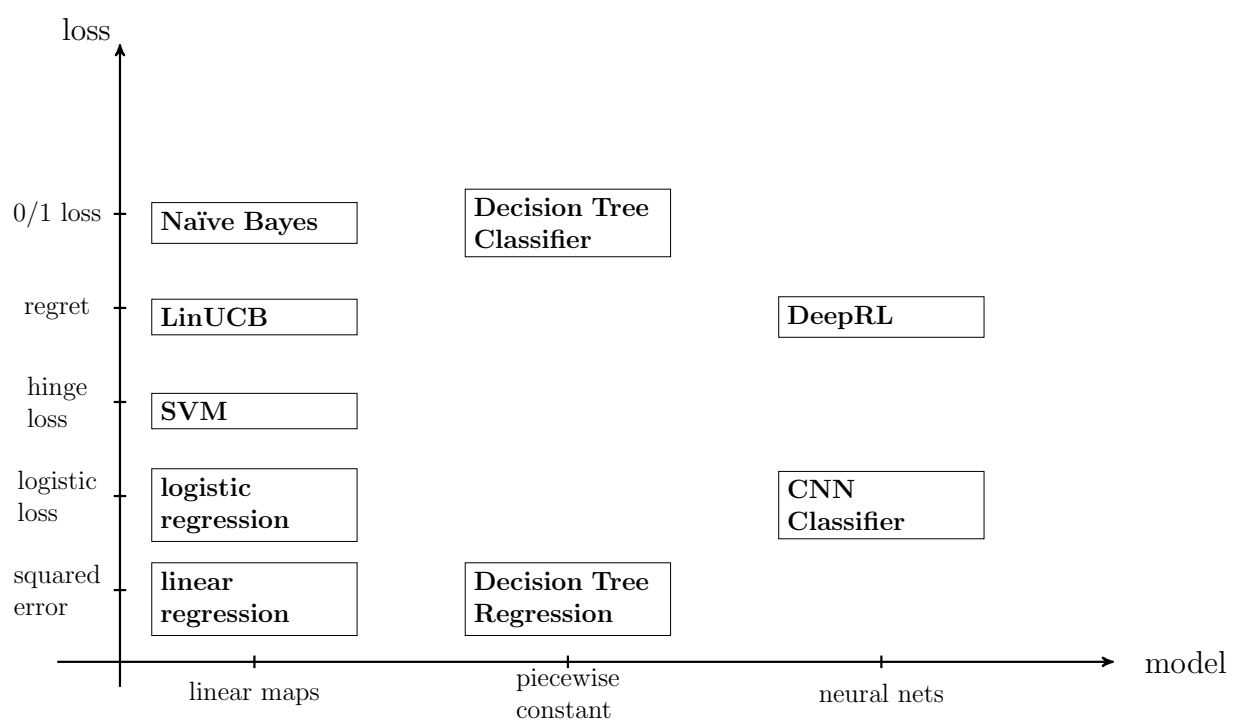 loss
0/1 loss
Naïve Bayes
Decision Tree
Classifier
regret
LinUCB
DeepRL
hinge
loss
SVM
logistic
loss
logistic
regression
CNN
Classifier
squared
error
linear
regression
Decision Tree
Regression
model
linear maps
piecewise
constant
neural nets